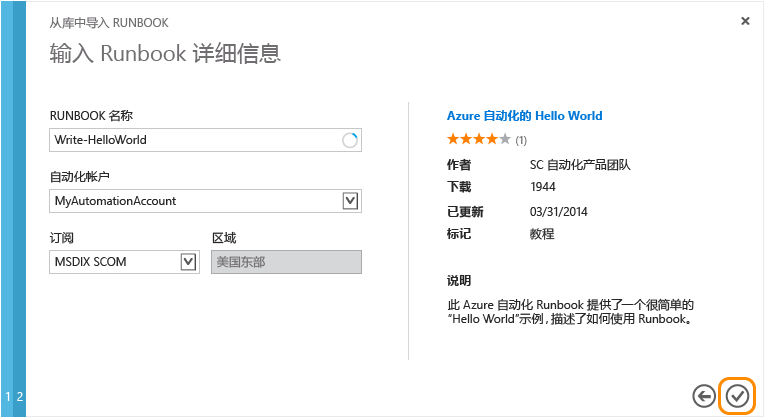 从库中导入 RUNBOOK
输入 Runbook 详细信息
RUNBOOK 名称
Write-HelloWorld
自动化帐户
MyAutomationAccount
订阅
区域
MSDIX SCOM
美国东部
Azure 自动化的 Hello World
(1)
作者 SC 自动化产品团队
下载 1944
已更新 03/31/2014
标记 教程
说明
此 Azure 自动化 Runbook 提供了一个很简单的
“Hello World”示例，描述了如何使用 Runbook。
1 2